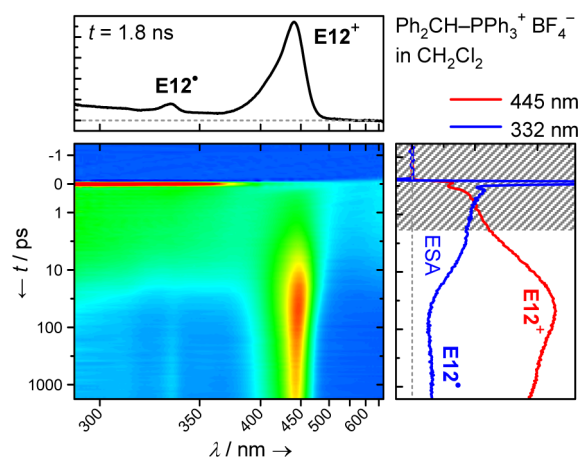 t = 1.8 ns
E12⁺
E12•
Ph₂CH–PPh₃⁺ BF₄⁻
in CH₂Cl₂
445 nm
332 nm
-1
0
1
10
100
1000
← t / ps
300
350
400
450
500
600
λ / nm →
ESA
E12⁺
E12•